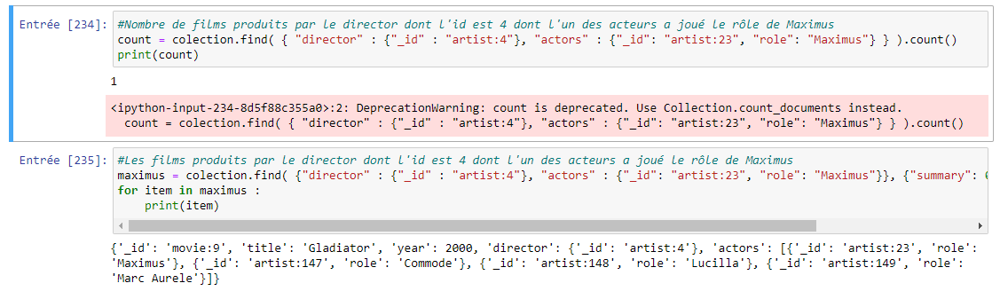 Entrée [234]: #Nombre de films produits par le director dont l'id est 4 dont l'un des acteurs a joué le rôle de Maximus
count = colection.find( { "director" : {"_id" : "artist:4"}, "actors" : {"_id": "artist:23", "role": "Maximus"} } ).count()
print(count)
1
<ipython-input-234-8d5f88c355a0>:2: DeprecationWarning: count is deprecated. Use Collection.count_documents instead.
count = colection.find( { "director" : {"_id" : "artist:4"}, "actors" : {"_id": "artist:23", "role": "Maximus"} } ).count()
Entrée [235]: #Les films produits par le director dont l'id est 4 dont l'un des acteurs a joué le rôle de Maximus
maximus = colection.find( {"director" : {"_id" : "artist:4"}, "actors" : {"_id": "artist:23", "role": "Maximus"}}, {"summary":
for item in maximus :
print(item)
{'_id': 'movie:9', 'title': 'Gladiator', 'year': 2000, 'director': {'_id': 'artist:4'}, 'actors': [{'_id': 'artist:23', 'role':
'Maximus'}, {'_id': 'artist:147', 'role': 'Commode'}, {'_id': 'artist:148', 'role': 'Lucilla'}, {'_id': 'artist:149', 'role':
'Marc Aurele'}]}